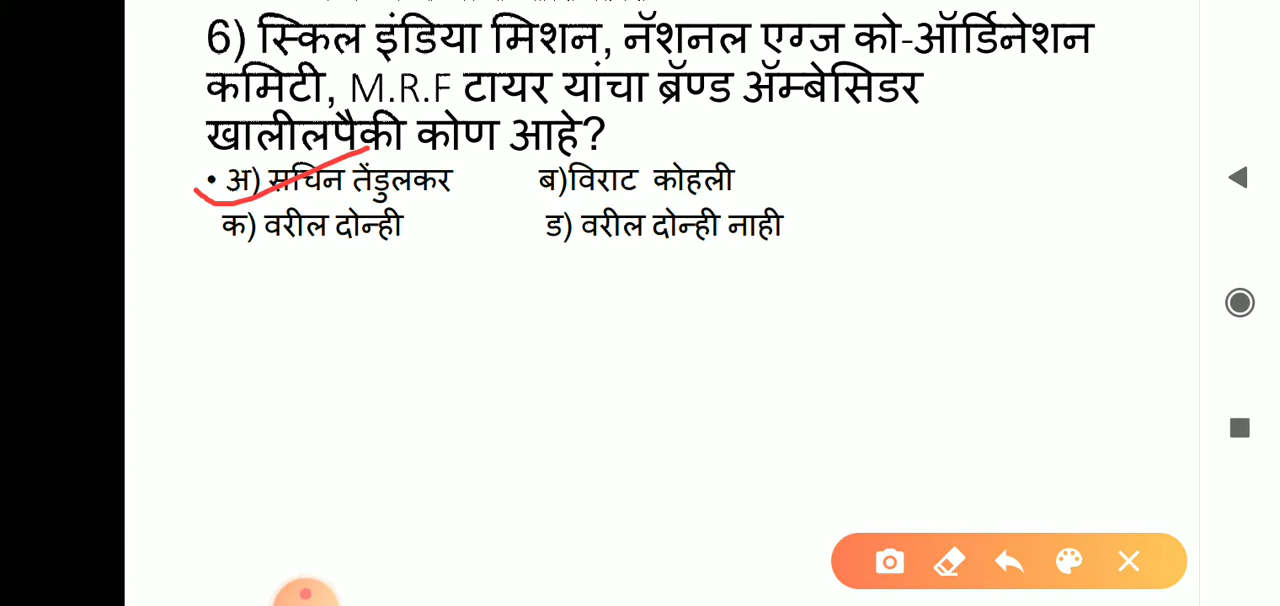 6) स्किल इंडिया मिशन, नॅशनल एग्ज को-ऑर्डिनेशन
कमिटी, M.R.F टायर यांचा ब्रॅण्ड ॲम्बेसिडर
खालीलपैकी कोण आहे?
• अ) सचिन तेंडुलकर ब)विराट कोहली
क) वरील दोन्ही ड) वरील दोन्ही नाही